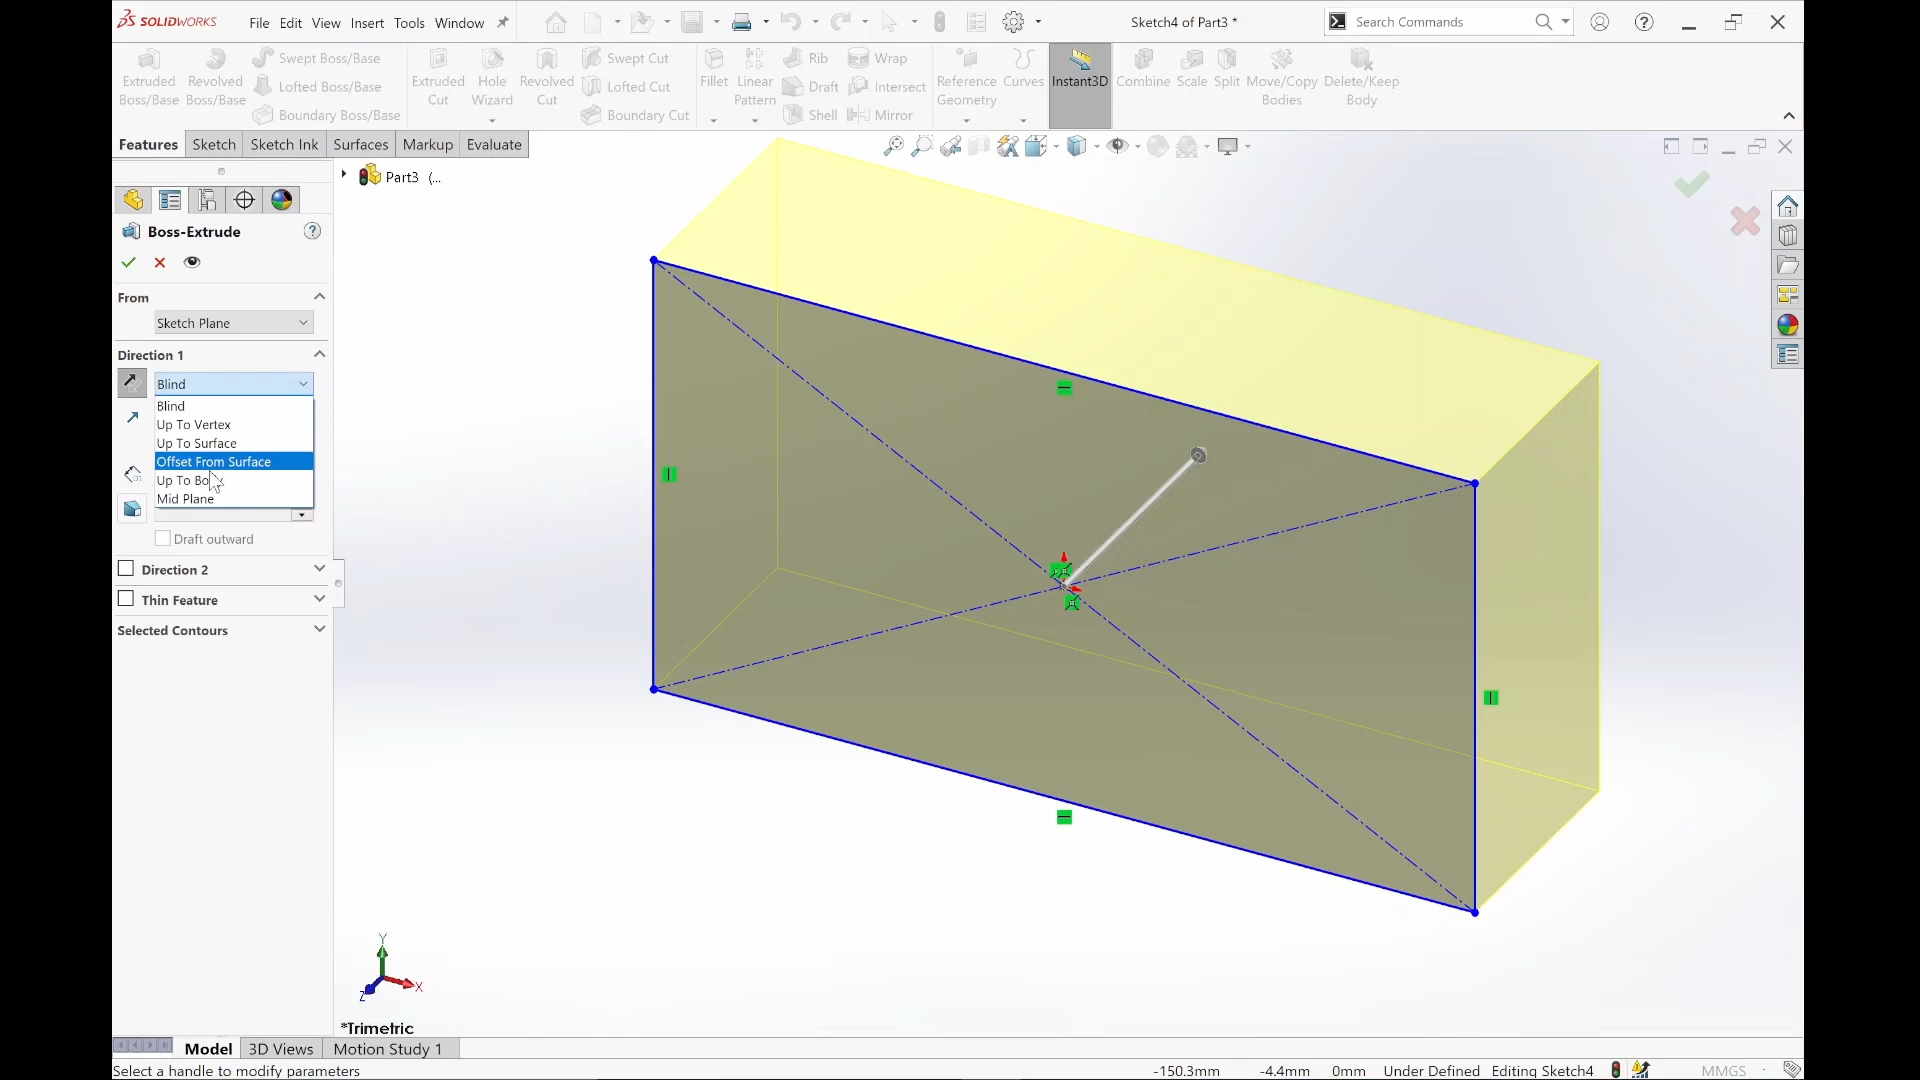 SOLIDWORKS
File Edit View Insert Tools Window
Sketch4 of Part3 *
Search Commands
Extruded Boss/Base
Revolved Boss/Base
Swept Boss/Base
Lofted Boss/Base
Boundary Boss/Base
Extruded Cut
Hole Wizard
Revolved Cut
Swept Cut
Lofted Cut
Boundary Cut
Fillet
Linear Pattern
Rib
Draft
Shell
Wrap
Intersect
Mirror
Reference Geometry
Curves
Instant3D
Combine
Scale
Split
Move/Copy Bodies
Delete/Keep Body
Features Sketch Sketch Ink Surfaces Markup Evaluate
Part3 (...
Boss-Extrude
From
Sketch Plane
Direction 1
Blind
Blind
Up To Vertex
Up To Surface
Offset From Surface
Up To Body
Mid Plane
Draft outward
Direction 2
Thin Feature
Selected Contours
Y
X
Z
*Trimetric
Model 3D Views Motion Study 1
Select a handle to modify parameters
-150.3mm -4.4mm 0mm Under Defined Editing Sketch4 MMGS